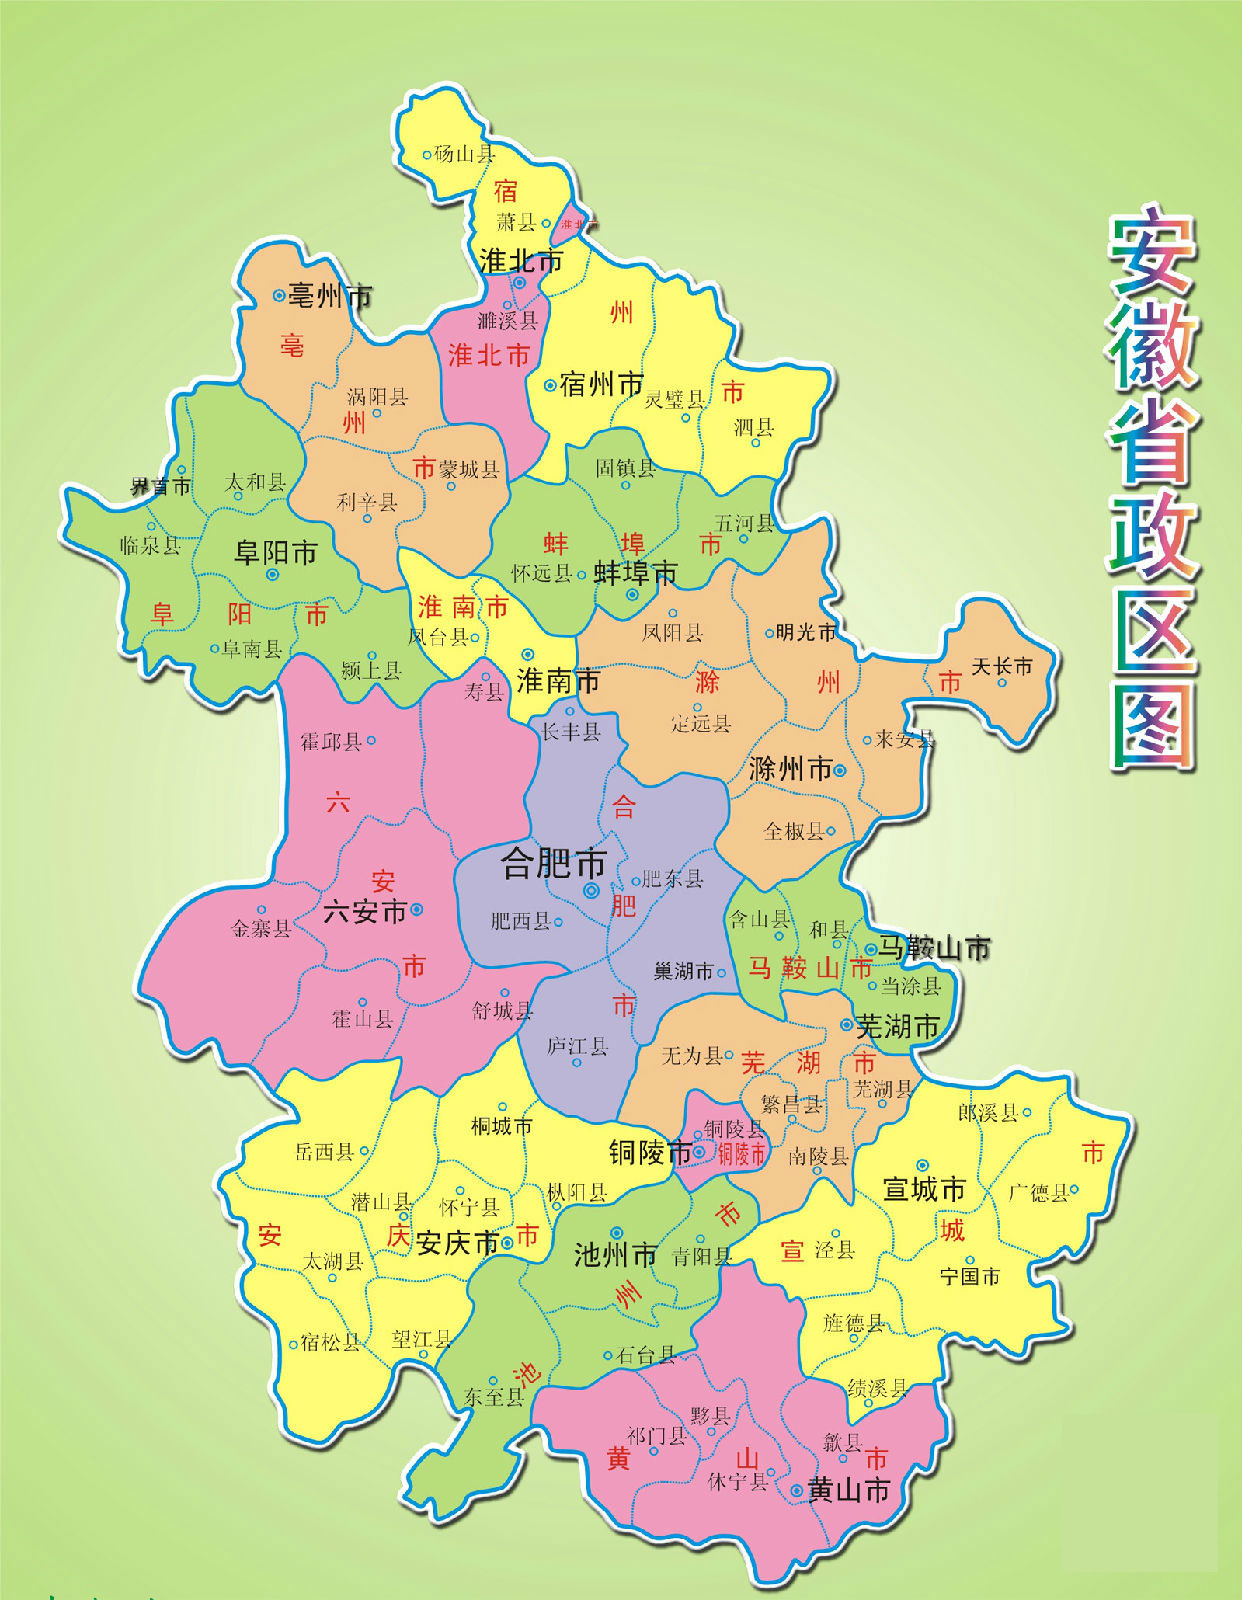 安徽省政区图
砀山县
宿
萧县
淮北市
淮北市
亳州市
濉溪县
州
亳
淮北市
宿州市
灵璧县
市
涡阳县
州
泗县
市
蒙城县
固镇县
界首市
太和县
利辛县
五河县
临泉县
阜阳市
蚌
埠
市
怀远县
蚌埠市
阜
阳
市
淮南市
凤台县
凤阳县
明光市
阜南县
颍上县
寿县
淮南市
滁
州
市
天长市
霍邱县
长丰县
定远县
来安县
滁州市
六
合
全椒县
合肥市
安
肥东县
六安市
肥
金寨县
肥西县
含山县
和县
马鞍山市
市
巢湖市
马鞍山市
当涂县
霍山县
舒城县
市
芜湖市
庐江县
无为县
芜
湖
市
芜湖县
繁昌县
郎溪县
桐城市
铜陵县
岳西县
铜陵市
铜陵市
南陵县
市
宣城市
广德县
潜山县
怀宁县
枞阳县
安
庆
安庆市
市
池州市
市
青阳县
宣
泾县
城
太湖县
宁国市
州
宿松县
望江县
旌德县
石台县
东至县
池
绩溪县
黟县
祁门县
歙县
黄
山
市
休宁县
黄山市